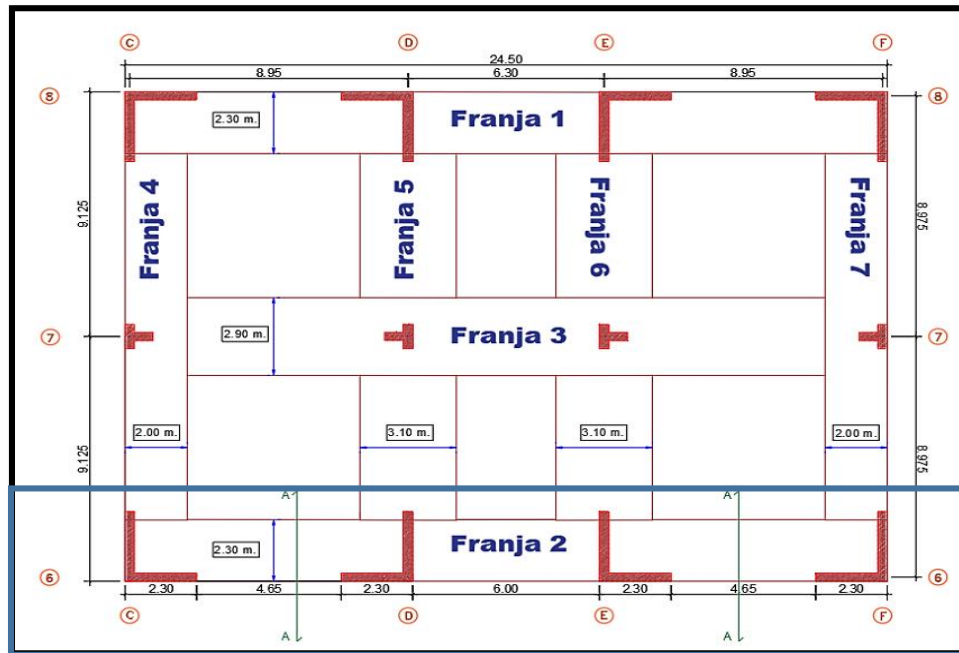 C D E F
24.50
8.95 6.30 8.95
8 8
2.30 m.
Franja 1
9.125
Franja 4
Franja 5
Franja 6
Franja 7
8.975
7 7
2.90 m.
Franja 3
2.00 m. 3.10 m. 3.10 m. 2.00 m.
9.125
8.975
A A
2.30 m.
Franja 2
6 6
2.30 4.65 2.30 6.00 2.30 4.65 2.30
C D E F
A A